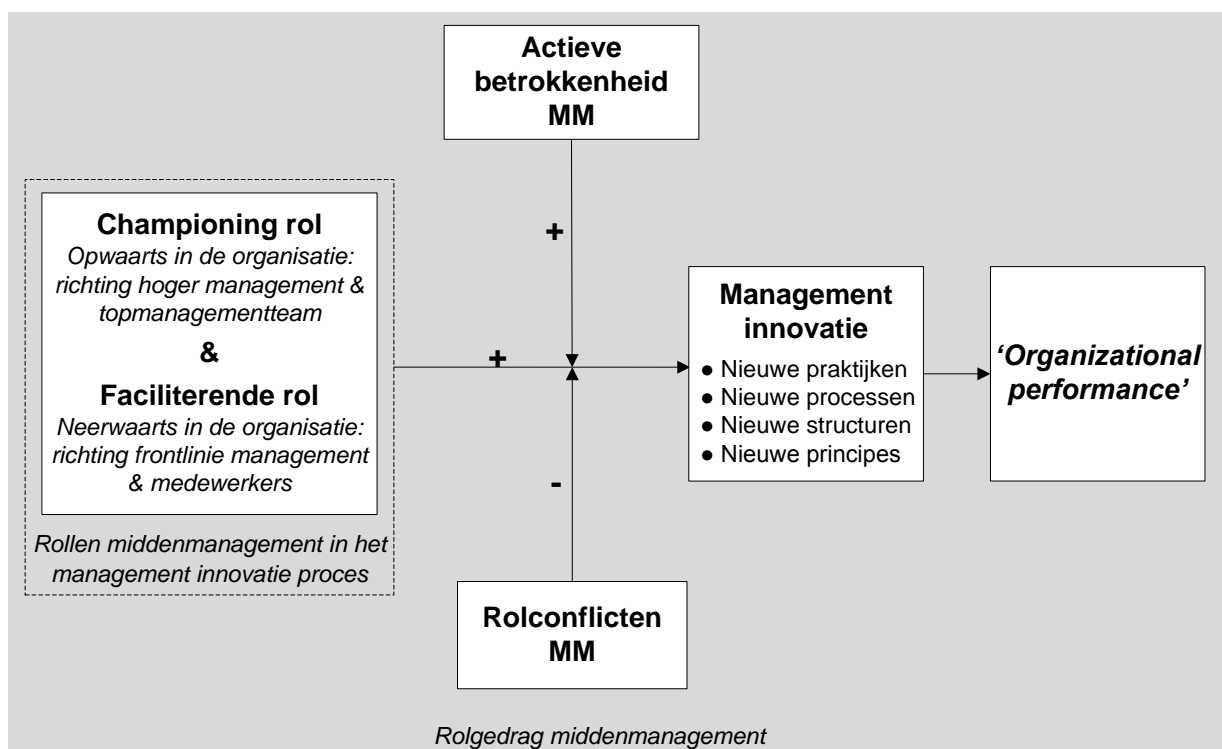 Actieve
betrokkenheid
MM
+
Championing rol
Opwaarts in de organisatie:
richting hoger management &
topmanagementteam
&
Faciliterende rol
Neerwaarts in de organisatie:
richting frontlinie management
& medewerkers
Rollen middenmanagement in het
management innovatie proces
+
-
Management
innovatie
● Nieuwe praktijken
● Nieuwe processen
● Nieuwe structuren
● Nieuwe principes
‘Organizational
performance’
Rolconflicten
MM
Rolgedrag middenmanagement